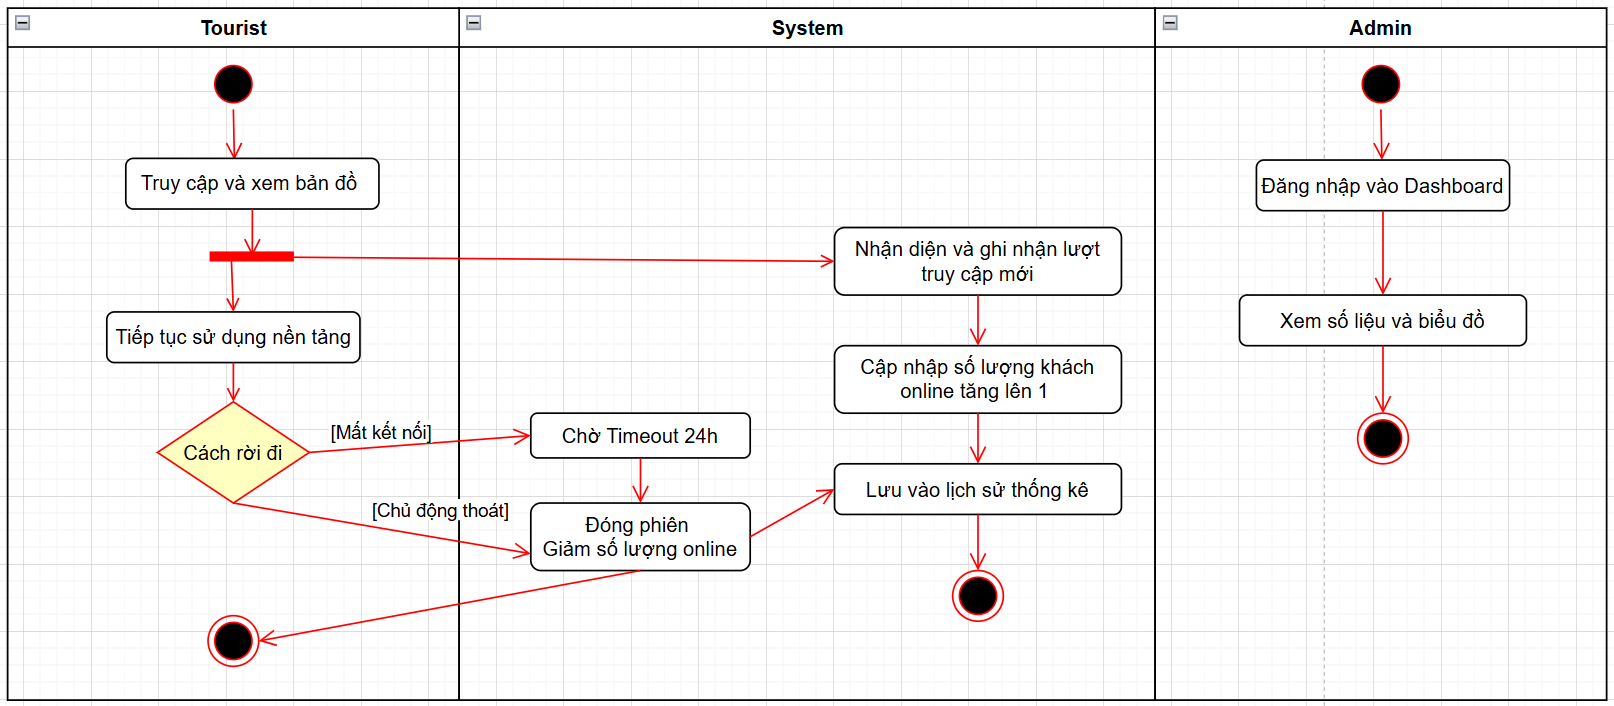 Tourist
System
Admin
Truy cập và xem bản đồ
Đăng nhập vào Dashboard
Nhận diện và ghi nhận lượt
truy cập mới
Tiếp tục sử dụng nền tảng
Xem số liệu và biểu đồ
Cập nhập số lượng khách
online tăng lên 1
Cách rời đi
[Mất kết nối]
Chờ Timeout 24h
[Chủ động thoát]
Đóng phiên
Giảm số lượng online
Lưu vào lịch sử thống kê